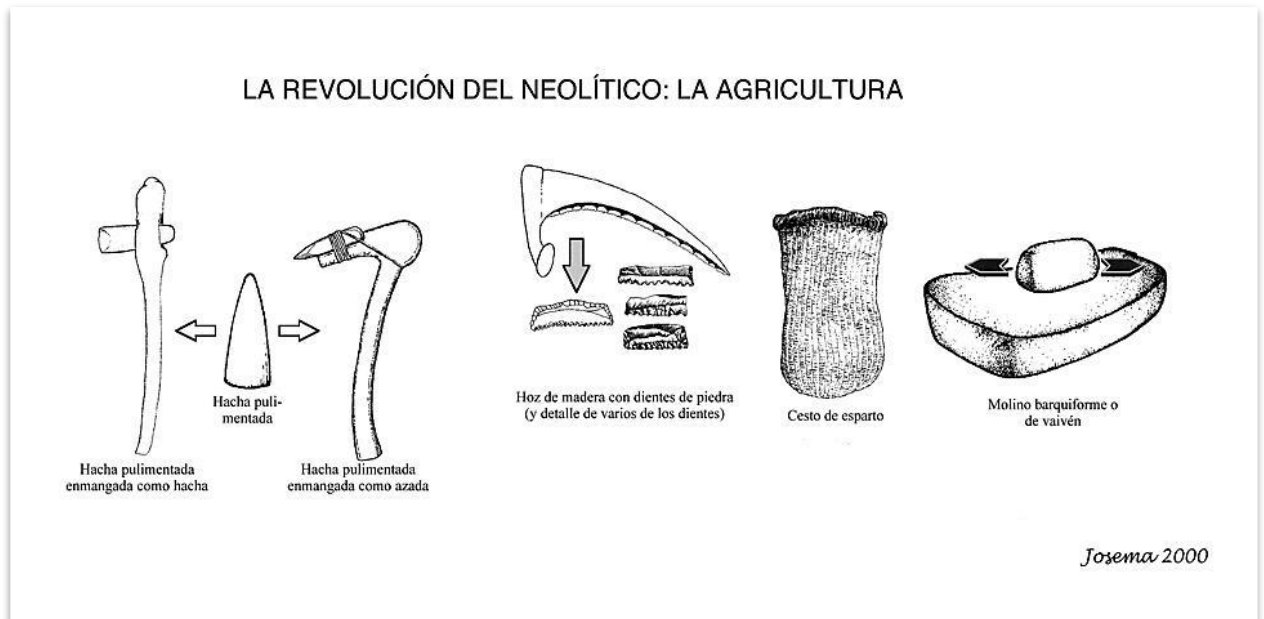 LA REVOLUCIÓN DEL NEOLÍTICO: LA AGRICULTURA
Hacha puli-
mentada
Hacha pulimentada
enmangada como hacha
Hacha pulimentada
enmangada como azada
Hoz de madera con dientes de piedra
(y detalle de varios de los dientes)
Cesto de esparto
Molino barquiforme o
de vaivén
Josema 2000